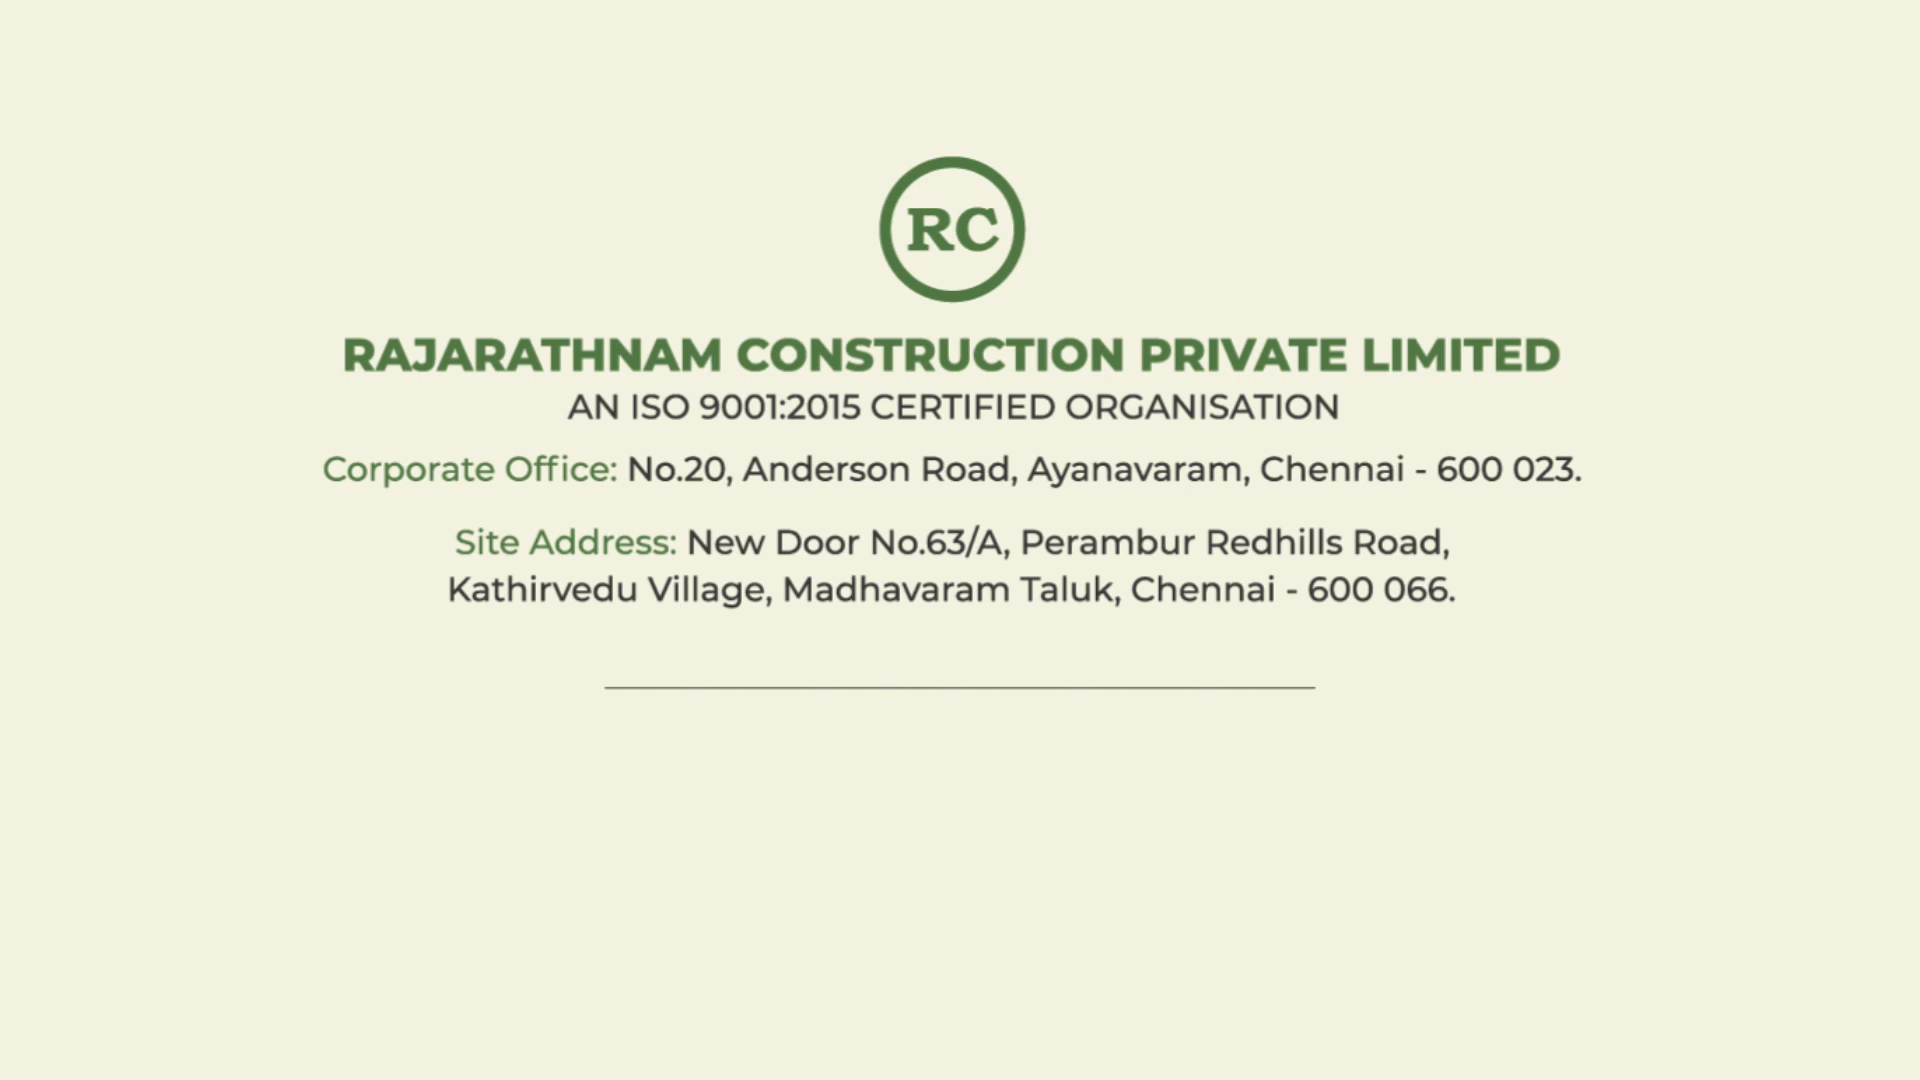 RC
RAJARATHNAM CONSTRUCTION PRIVATE LIMITED
AN ISO 9001:2015 CERTIFIED ORGANISATION
Corporate Office: No.20, Anderson Road, Ayanavaram, Chennai - 600 023.
Site Address: New Door No.63/A, Perambur Redhills Road,
Kathirvedu Village, Madhavaram Taluk, Chennai - 600 066.